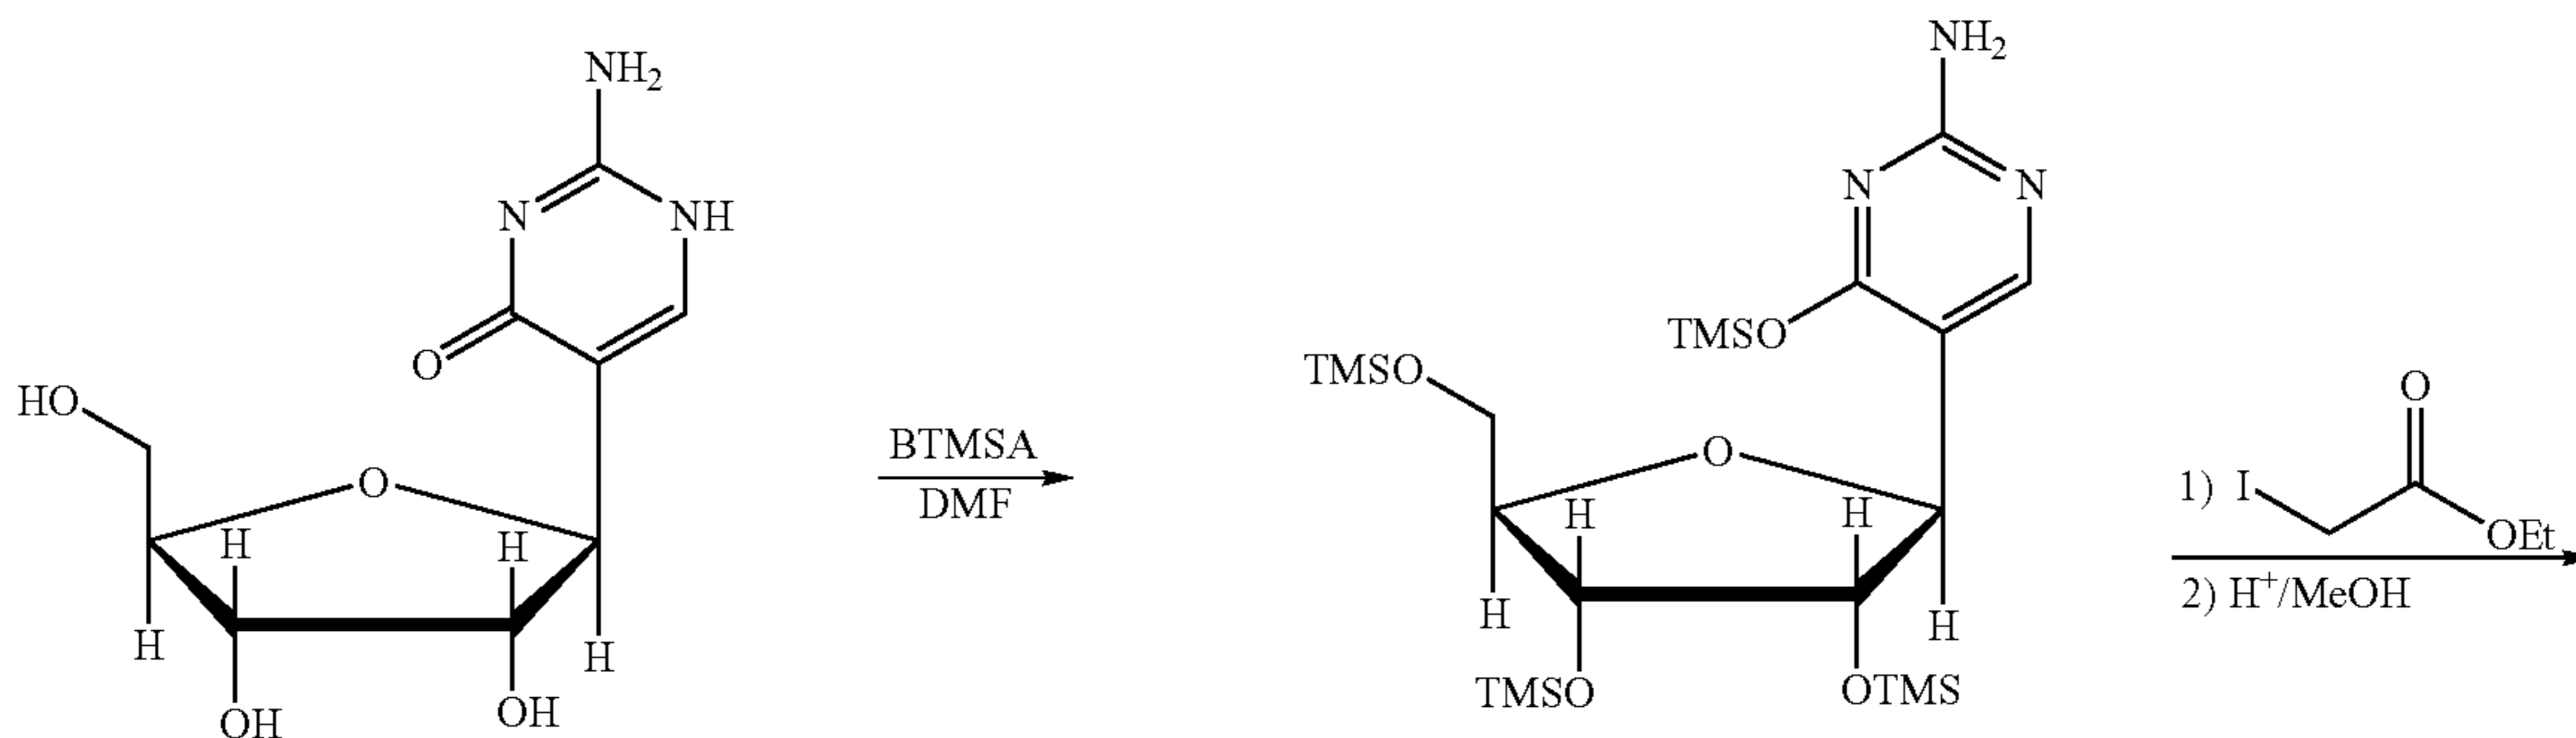 NH2
N
NH
O
HO
O
H
H
H
H
OH
OH
BTMSA
DMF
NH2
N
N
TMSO
TMSO
O
H
H
H
H
TMSO
OTMS
O
1) I
OEt
2) H+/MeOH